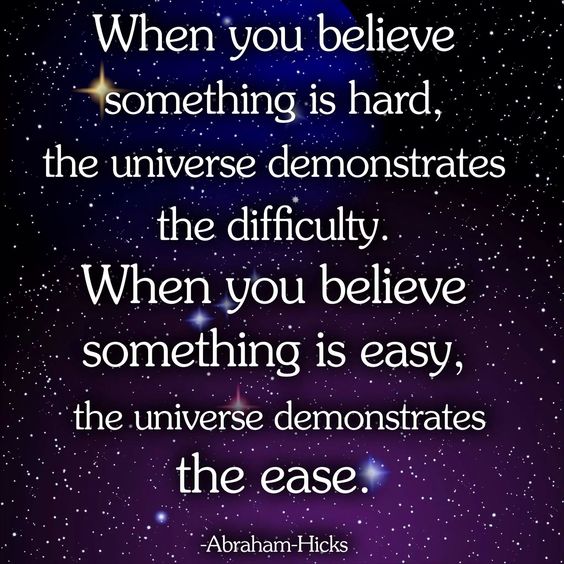 When you believe
something is hard,
the universe demonstrates
the difficulty.
When you believe
something is easy,
the universe demonstrates
the ease.
-Abraham-Hicks